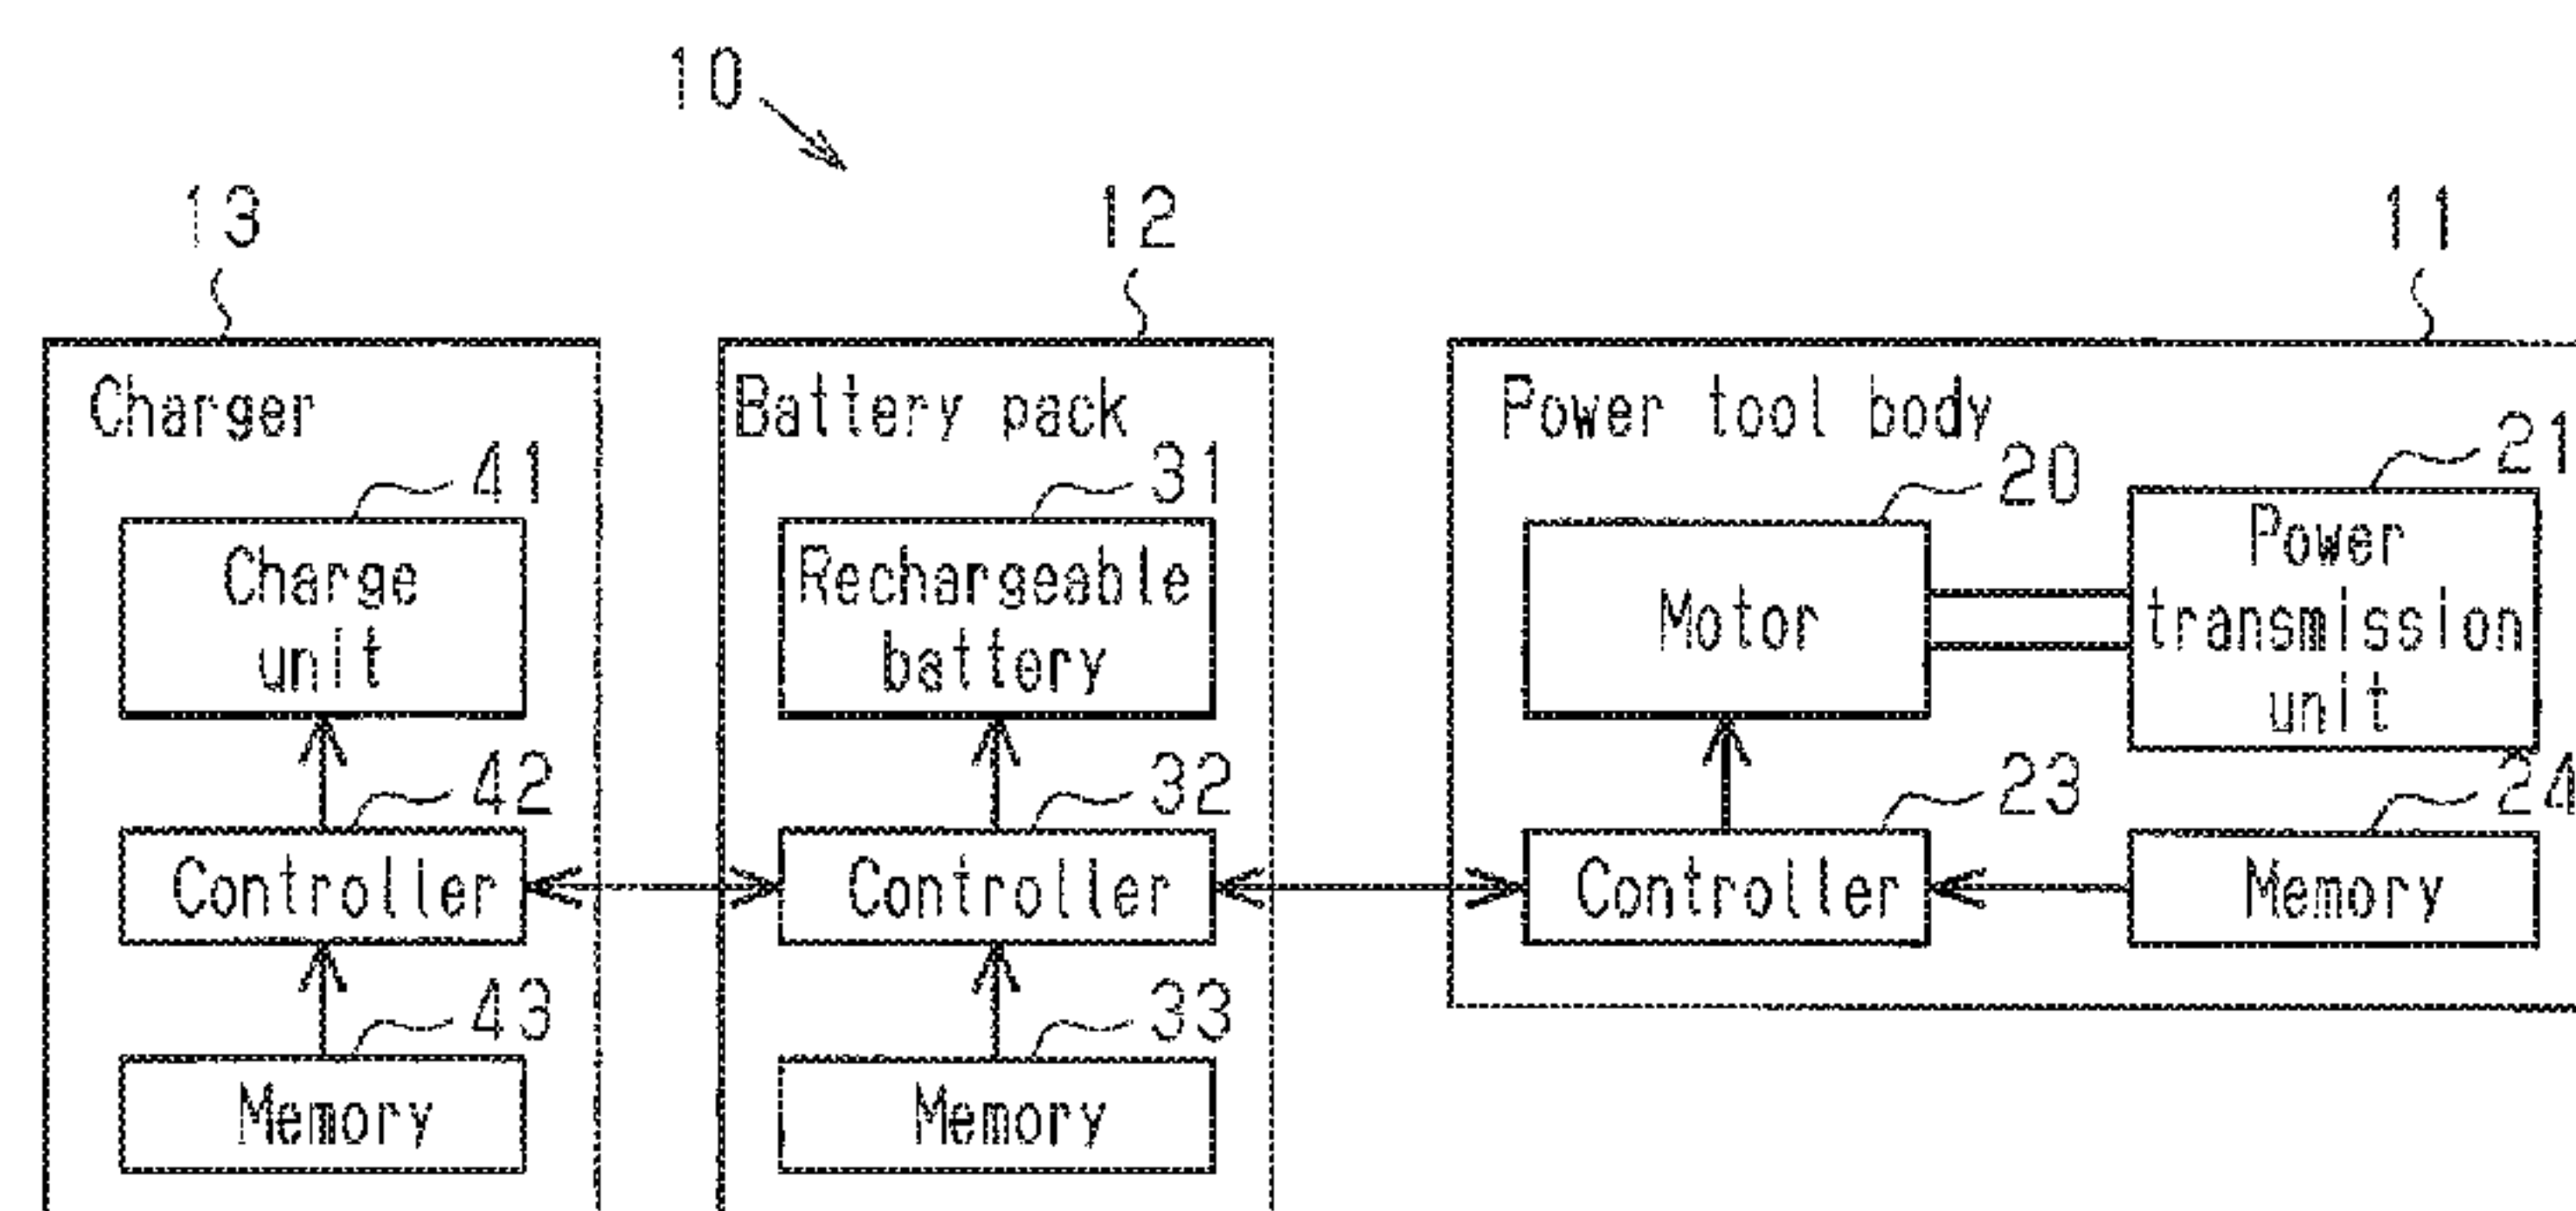 10
13
12
11
Charger
Battery pack
Power tool body
41
31
20
21
Charge
unit
Rechargeable
battery
Motor
Power
transmission
unit
42
32
23
24
Controller
Controller
Controller
Memory
43
33
Memory
Memory